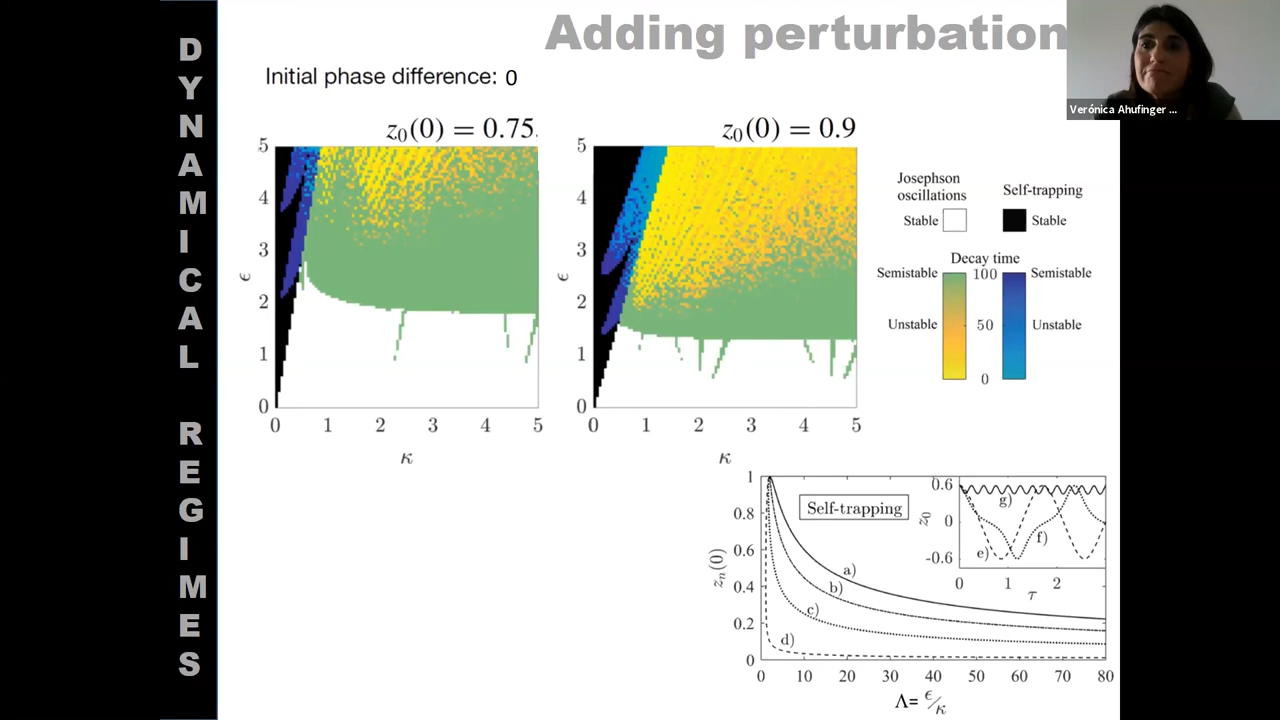 Adding perturbation
Verónica Ahufinger ...
DYNAMICAL REGIMES
Initial phase difference: 0
z₀(0) = 0.75
z₀(0) = 0.9
5
4
3
2
1
0
ϵ
0 1 2 3 4 5
κ
5
4
3
2
1
0
ϵ
0 1 2 3 4 5
κ
Josephson
oscillations
Self-trapping
Stable
Stable
Decay time
Semistable 100 Semistable
Unstable 50 Unstable
0
1
0.8
0.6
0.4
0.2
0
zₙ(0)
Self-trapping
a)
b)
c)
d)
0.6
0
-0.6
z₀
g)
f)
e)
0 1 2
τ
0 10 20 30 40 50 60 70 80
Λ= ϵ/κ